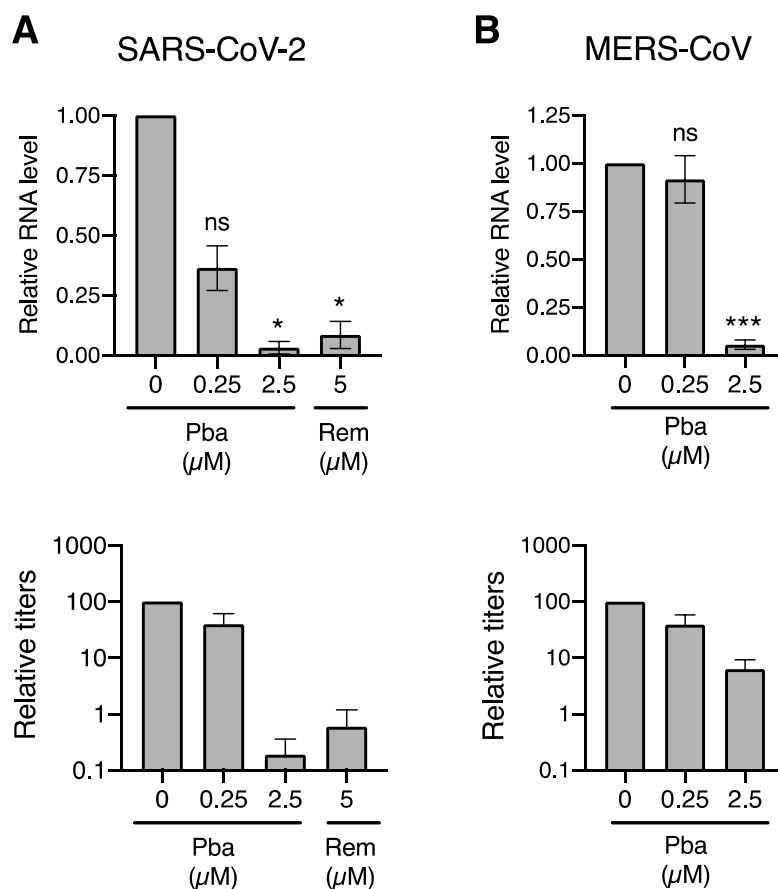 A
SARS-CoV-2
Relative RNA level
1.00
0.75
0.50
0.25
0.00
ns
*
*
0 0.25 2.5 5
Pba Rem
(µM) (µM)
B
MERS-CoV
Relative RNA level
1.25
1.00
0.75
0.50
0.25
0.00
ns
***
0 0.25 2.5
Pba
(µM)
Relative titers
1000
100
10
1
0.1
0 0.25 2.5 5
Pba Rem
(µM) (µM)
Relative titers
1000
100
10
1
0.1
0 0.25 2.5
Pba
(µM)